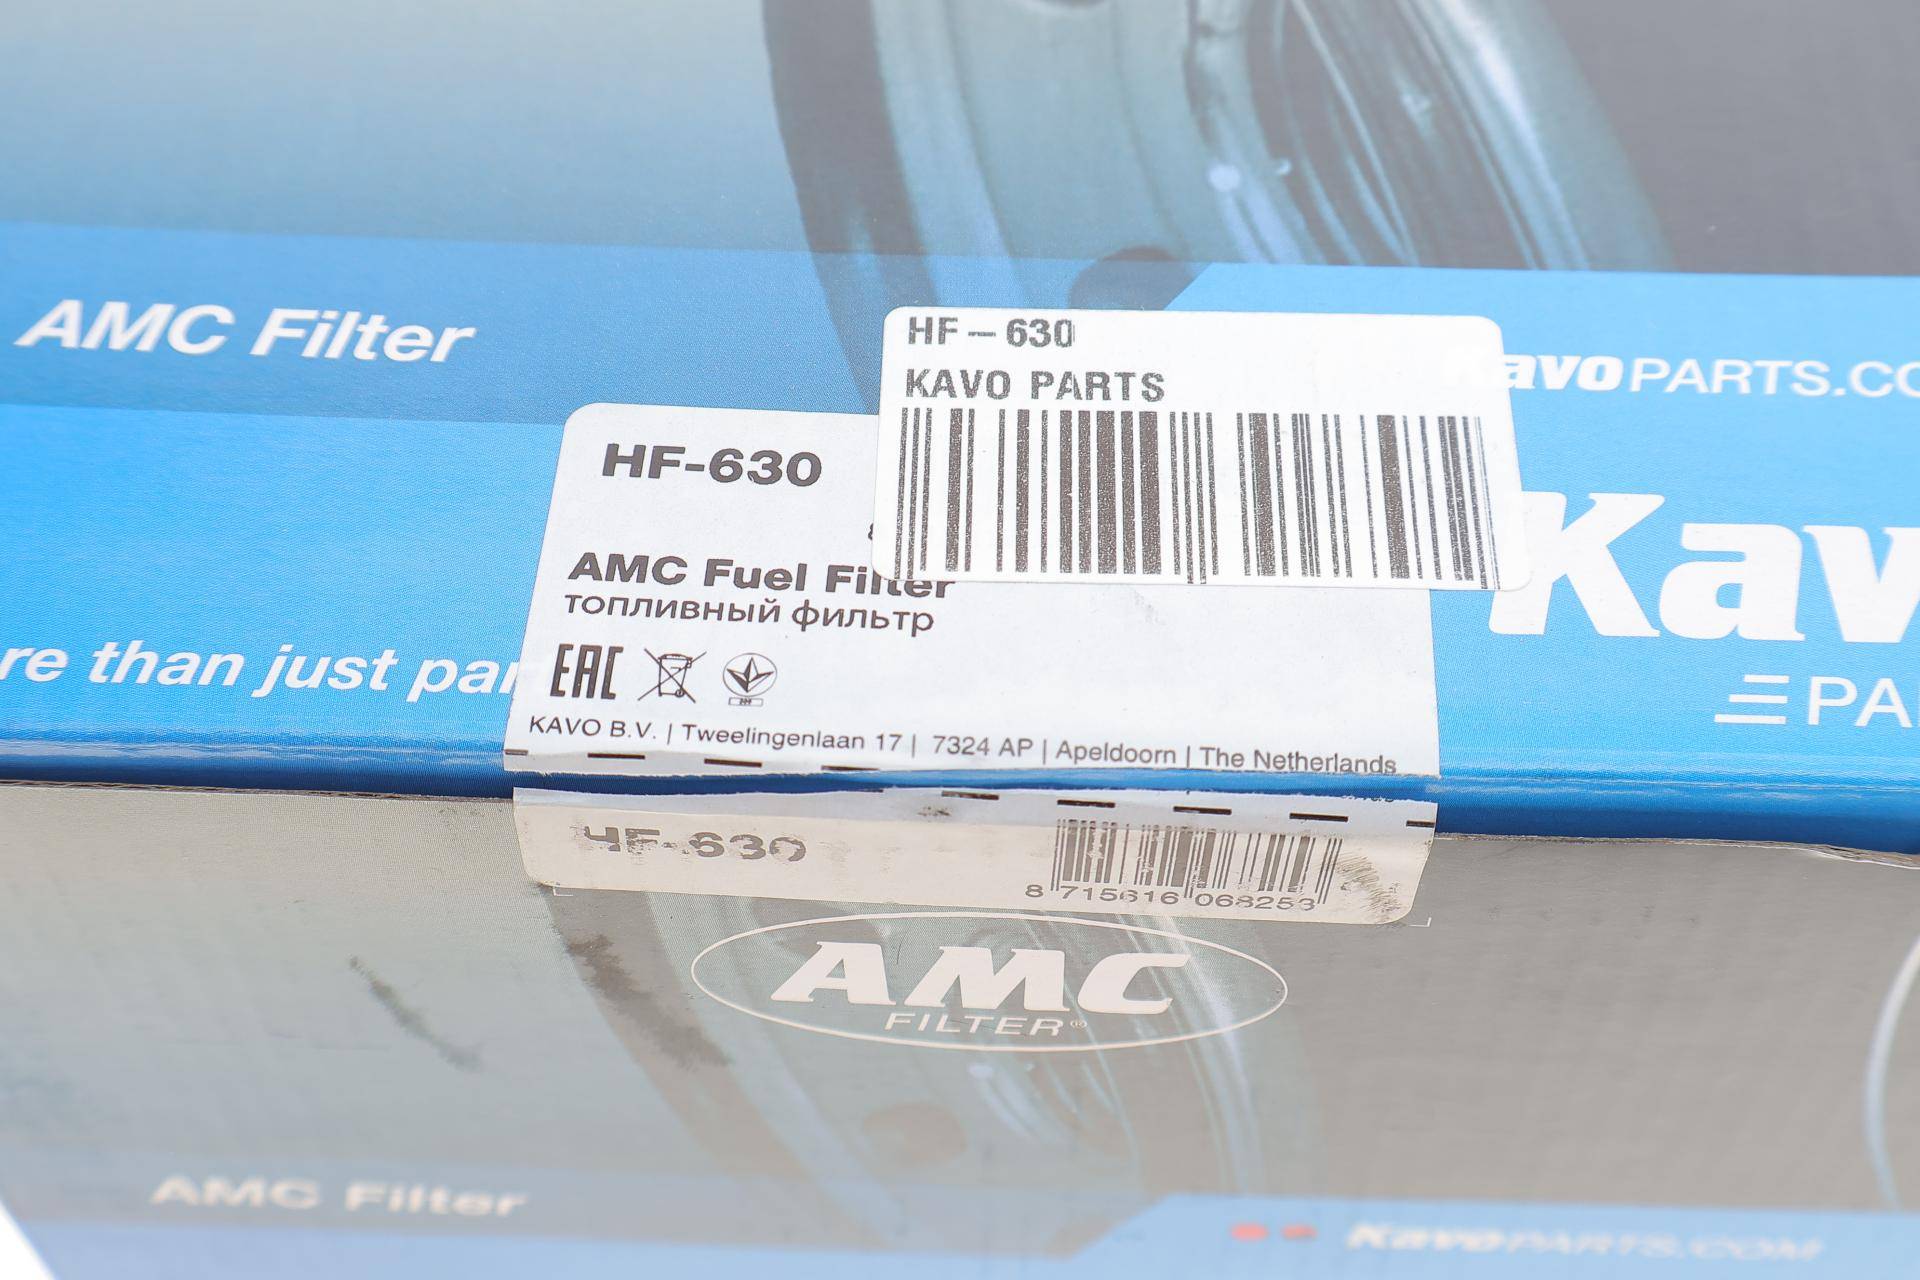 AMC Filter
HF-630
KAVO PARTS
KavoPARTS.CO
HF-630
AMC Fuel Filter
топливный фильтр
EAC
KAVO B.V. | Tweelingenlaan 17 | 7324 AP | Apeldoorn | The Netherlands
re than just par
Kav
PA
HF-630
8 715616 068253
AMC
FILTER®
AMC Filter
KavoPARTS.COM